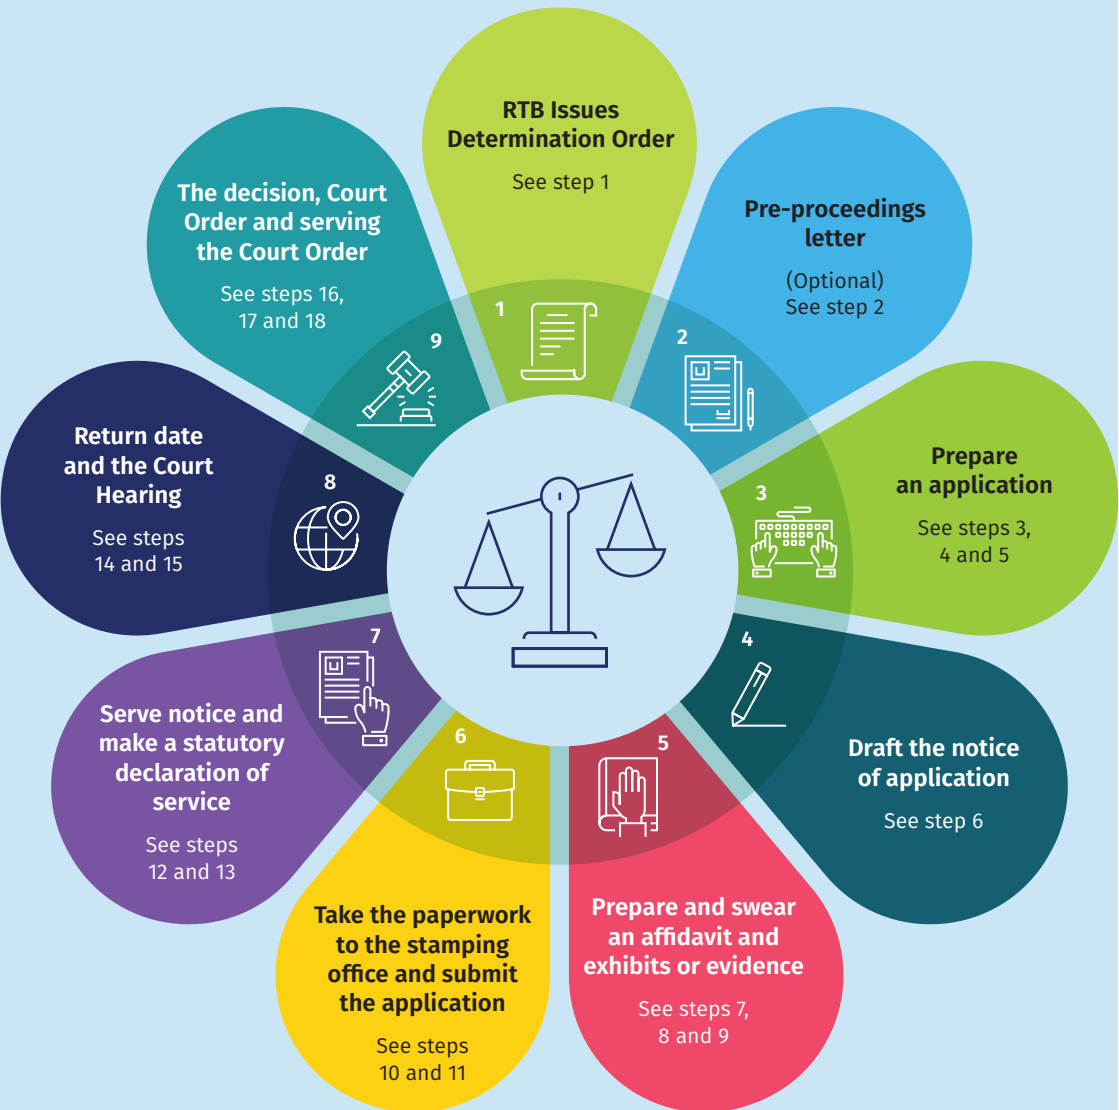 RTB Issues
Determination Order
See step 1
1
Pre-proceedings
letter
(Optional)
See step 2
2
Prepare
an application
See steps 3,
4 and 5
3
Draft the notice
of application
See step 6
4
Prepare and swear
an affidavit and
exhibits or evidence
See steps 7,
8 and 9
5
Take the paperwork
to the stamping
office and submit
the application
See steps
10 and 11
6
Serve notice and
make a statutory
declaration of
service
See steps
12 and 13
7
Return date
and the Court
Hearing
See steps
14 and 15
8
The decision, Court
Order and serving
the Court Order
See steps 16,
17 and 18
9